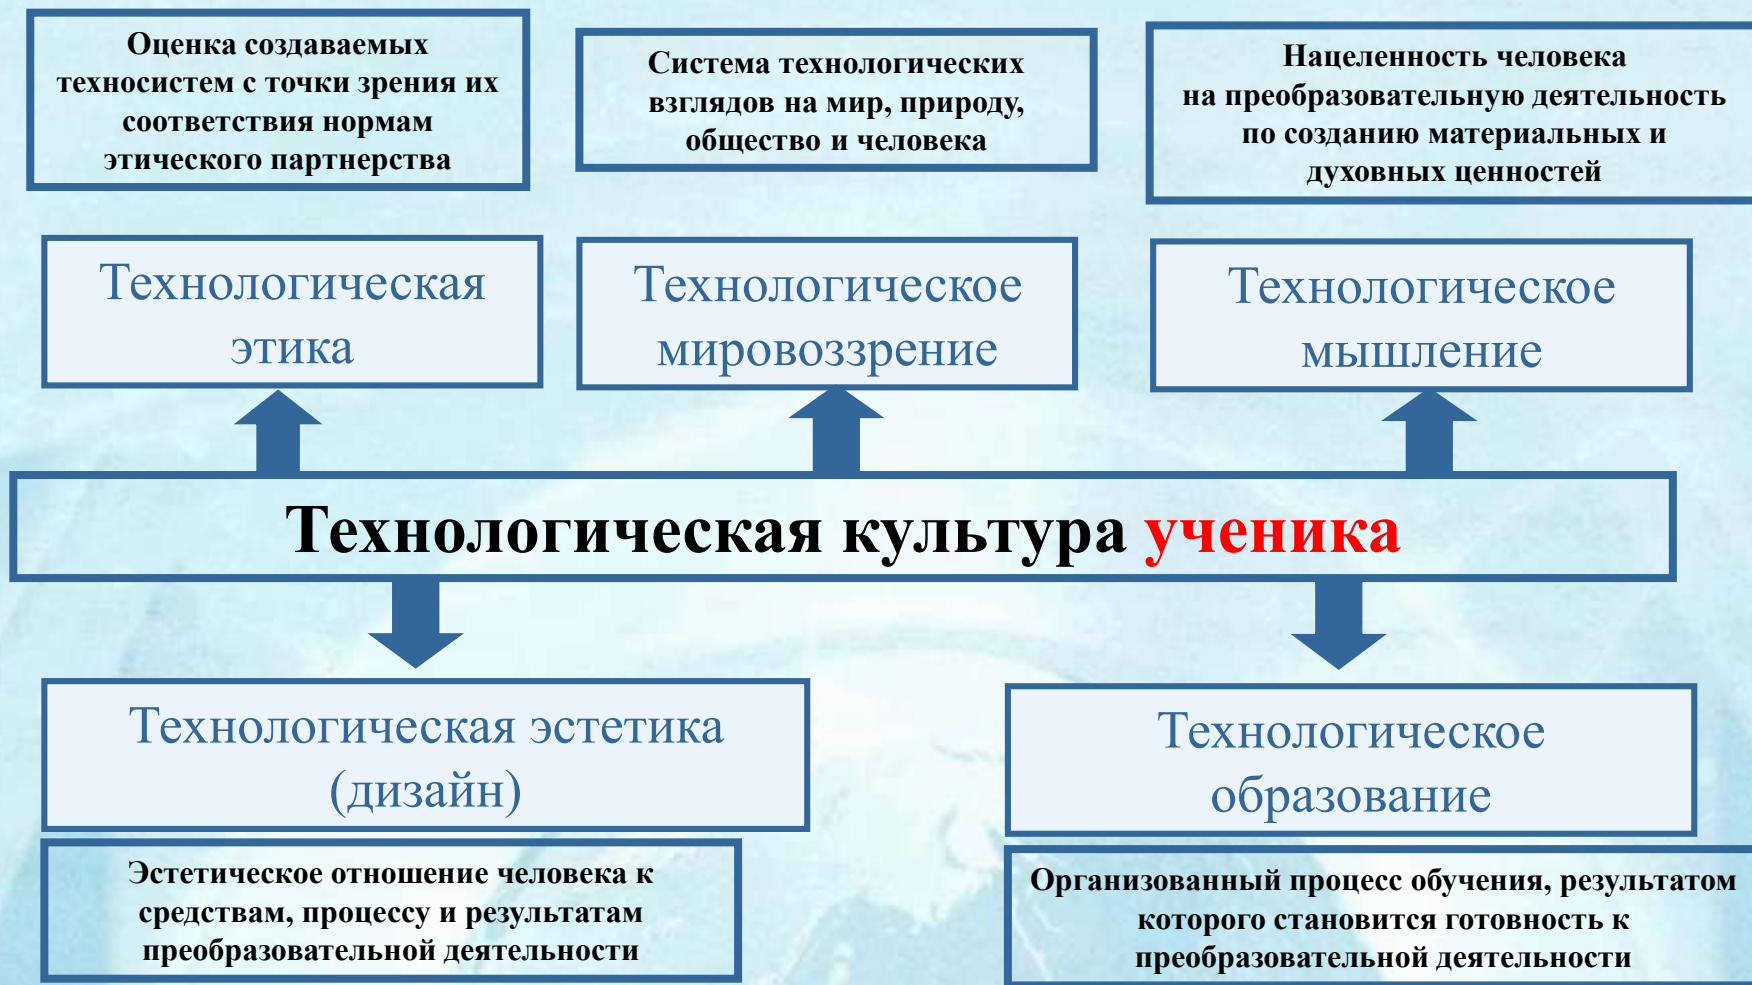 Оценка создаваемых
техносистем с точки зрения их
соответствия нормам
этического партнерства
Система технологических
взглядов на мир, природу,
общество и человека
Нацеленность человека
на преобразовательную деятельность
по созданию материальных и
духовных ценностей
Технологическая
этика
Технологическое
мировоззрение
Технологическое
мышление
Технологическая культура ученика
Технологическая эстетика
(дизайн)
Технологическое
образование
Эстетическое отношение человека к
средствам, процессу и результатам
преобразовательной деятельности
Организованный процесс обучения, результатом
которого становится готовность к
преобразовательной деятельности